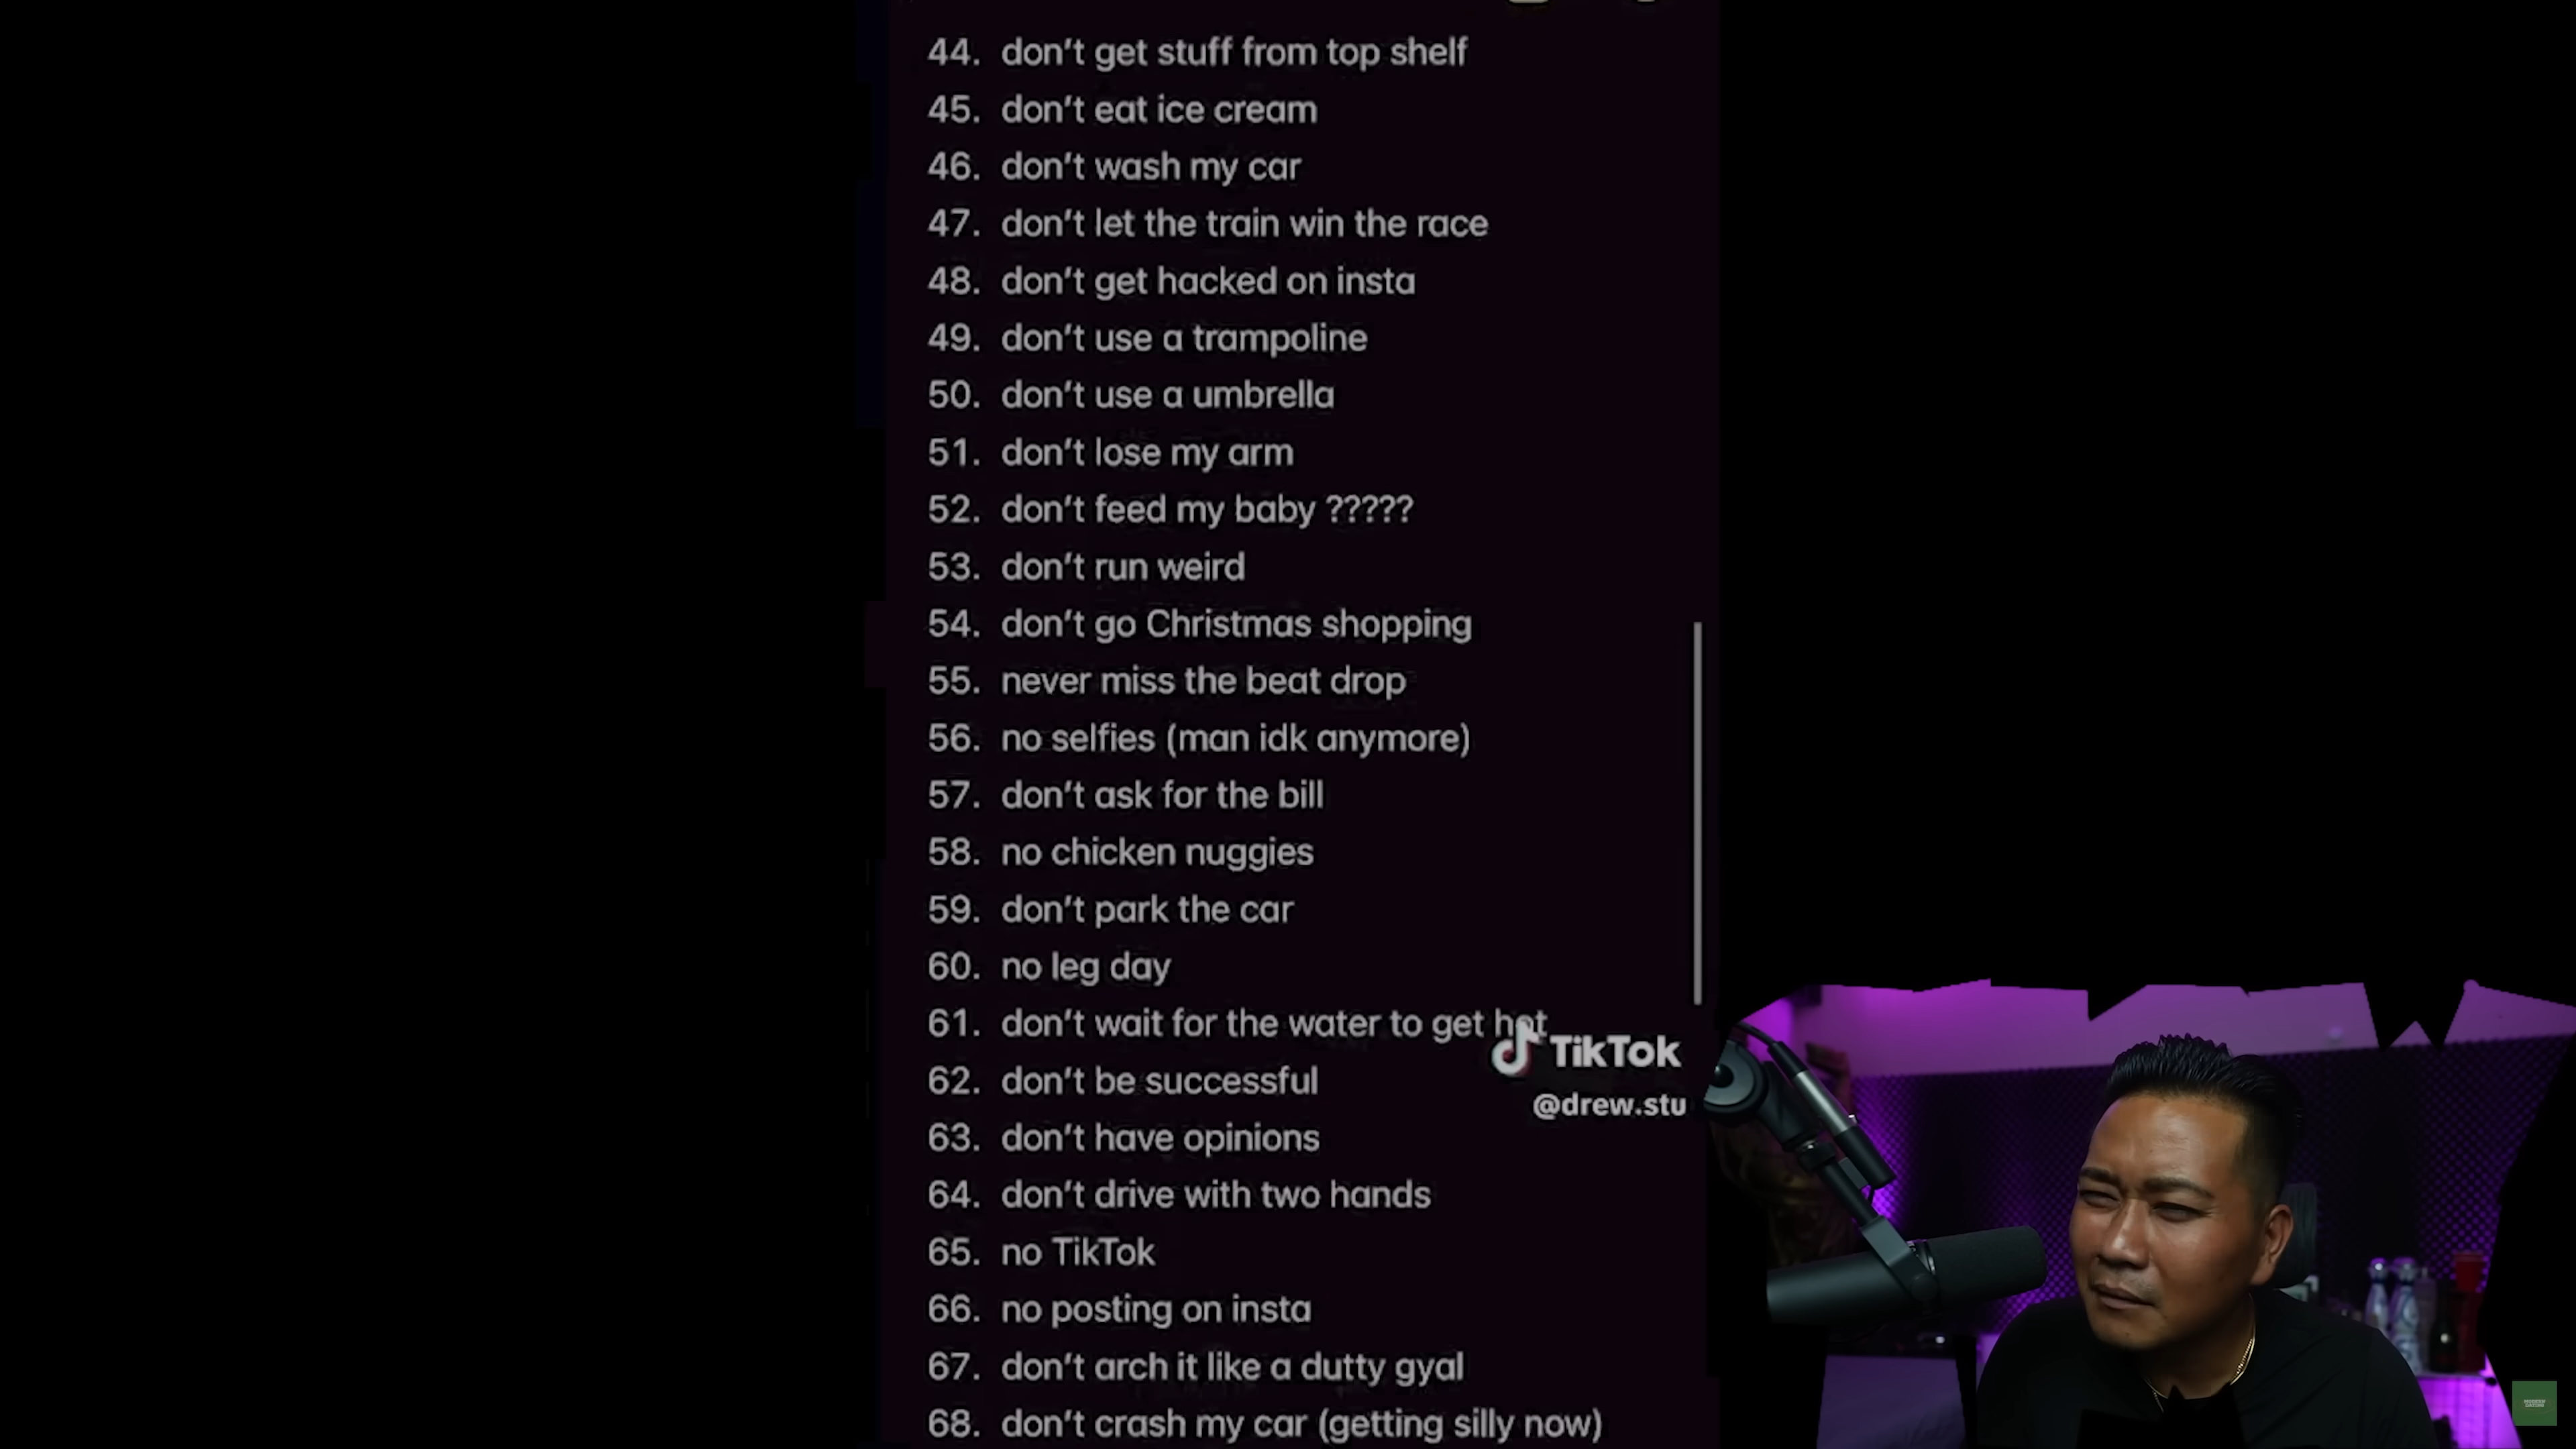 44. don't get stuff from top shelf
45. don't eat ice cream
46. don't wash my car
47. don't let the train win the race
48. don't get hacked on insta
49. don't use a trampoline
50. don't use a umbrella
51. don't lose my arm
52. don't feed my baby ?????
53. don't run weird
54. don't go Christmas shopping
55. never miss the beat drop
56. no selfies (man idk anymore)
57. don't ask for the bill
58. no chicken nuggies
59. don't park the car
60. no leg day
61. don't wait for the water to get hot
TikTok
@drew.stu
62. don't be successful
63. don't have opinions
64. don't drive with two hands
65. no TikTok
66. no posting on insta
67. don't arch it like a dutty gyal
68. don't crash my car (getting silly now)